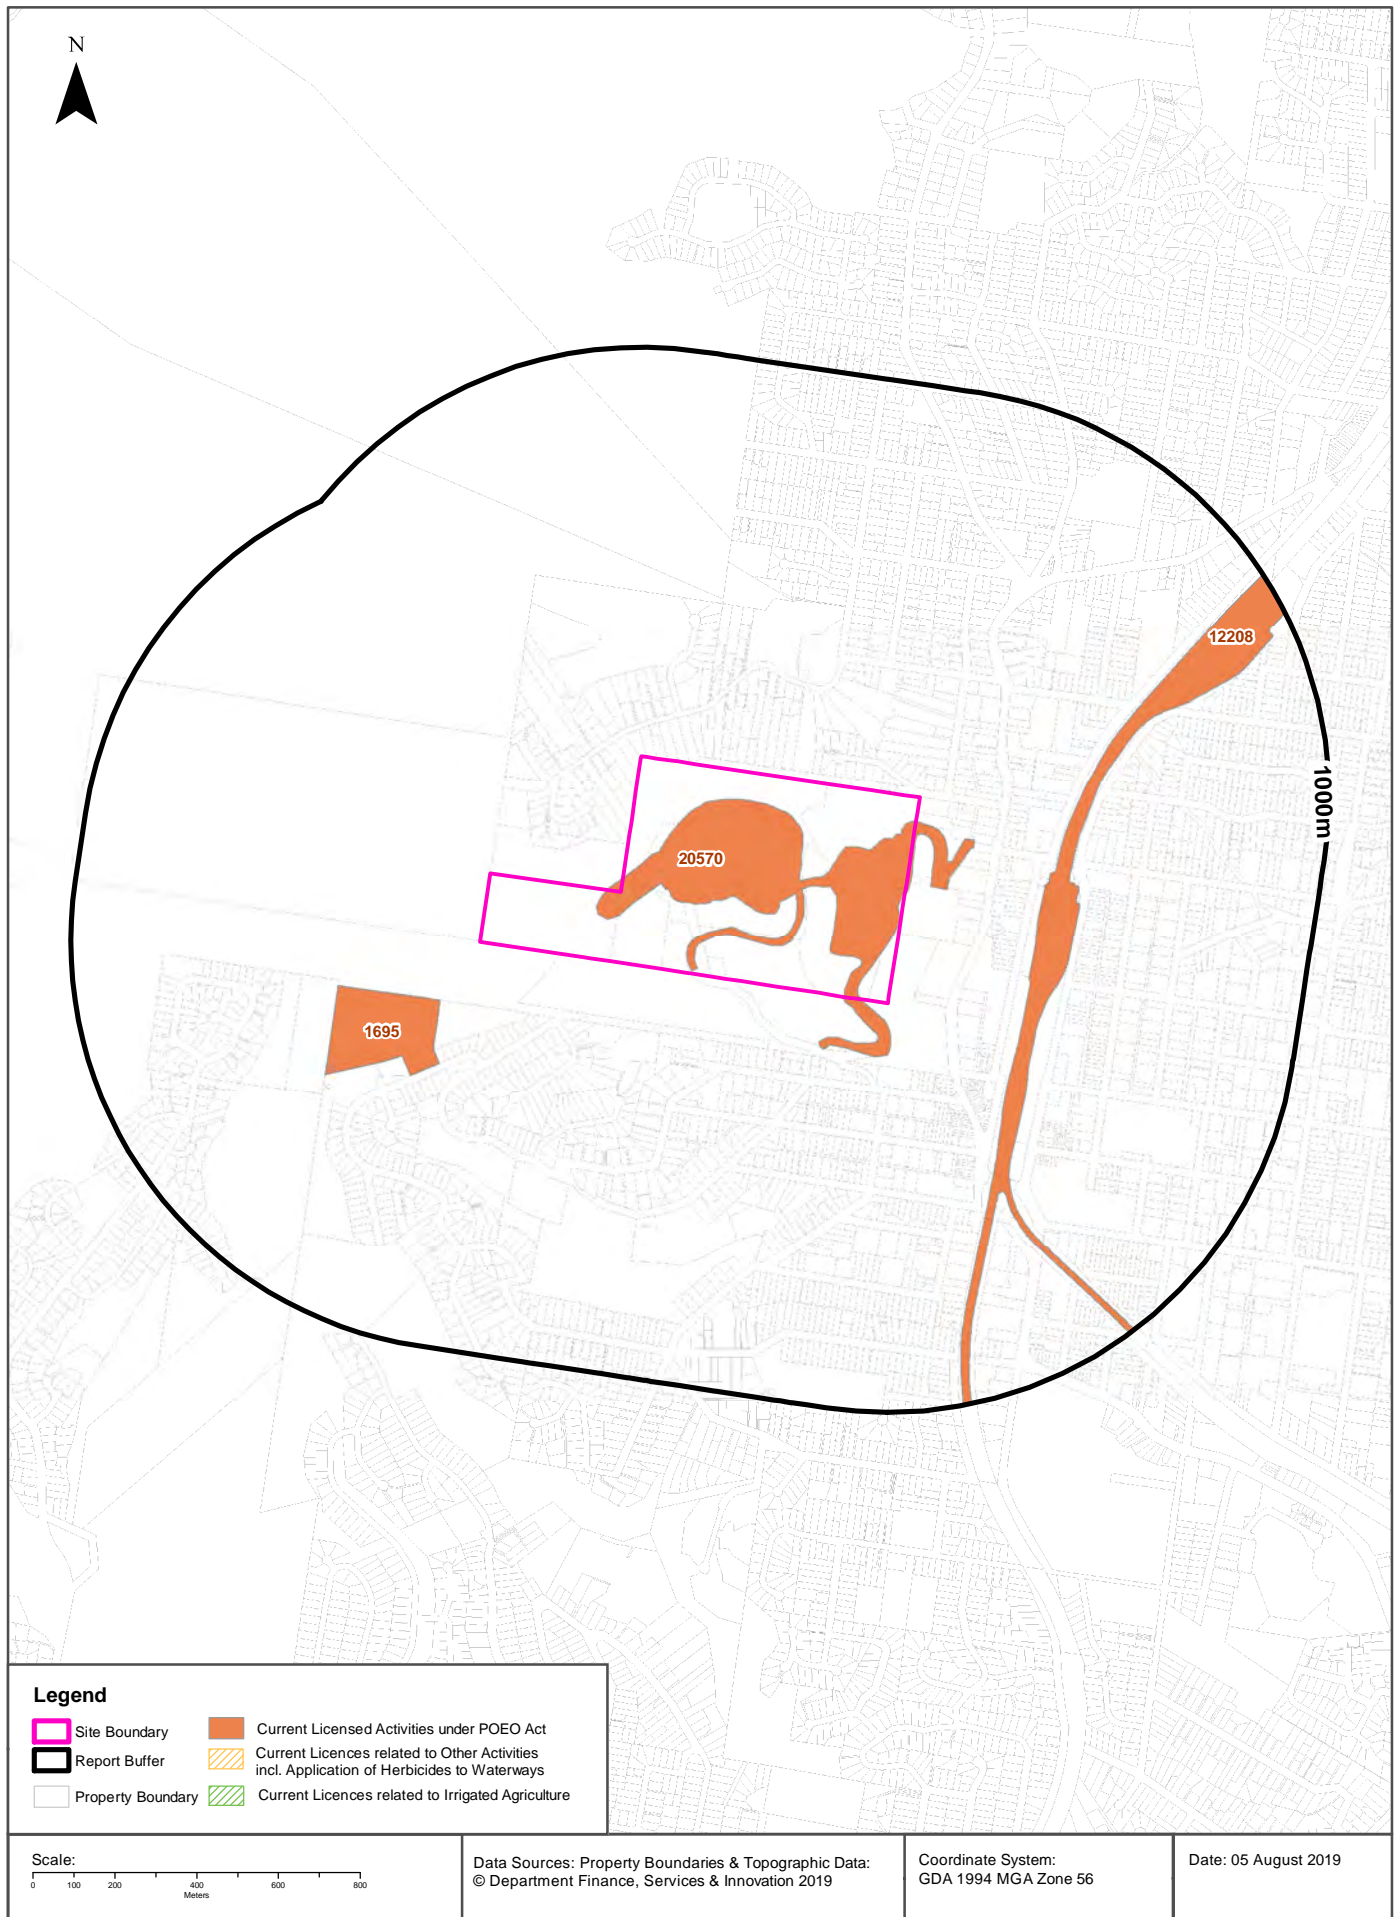 N
12208
1000m
20570
1695
Legend
Site Boundary
Report Buffer
Property Boundary
Current Licensed Activities under POEO Act
Current Licences related to Other Activities
incl. Application of Herbicides to Waterways
Current Licences related to Irrigated Agriculture
Scale:
0 100 200 400 600 800
Meters
Data Sources: Property Boundaries & Topographic Data:
© Department Finance, Services & Innovation 2019
Coordinate System:
GDA 1994 MGA Zone 56
Date: 05 August 2019